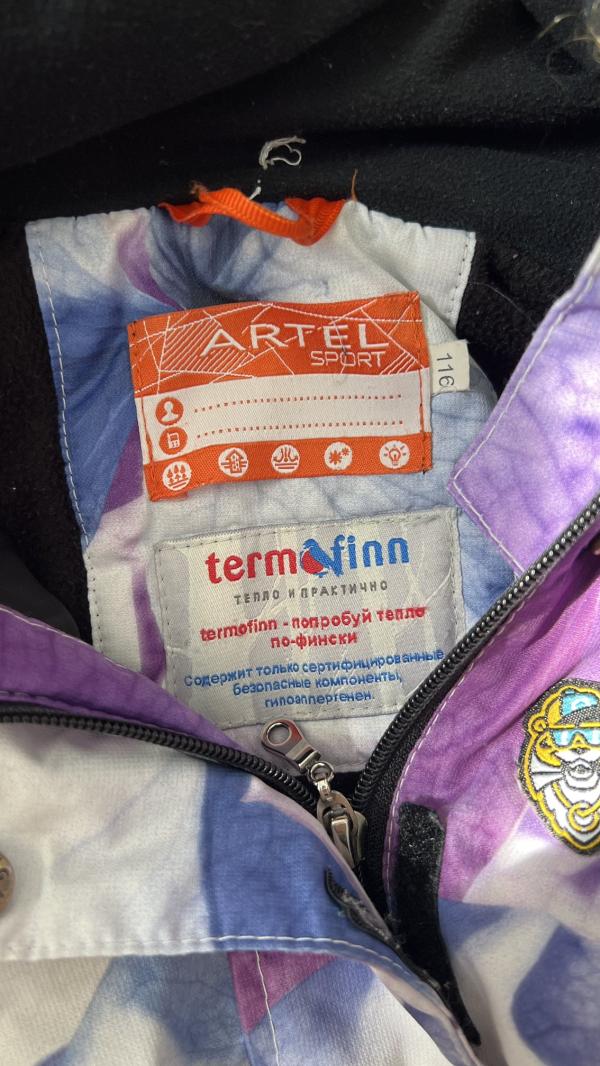 ARTEL
SPORT
116
termofinn
ТЕПЛО И ПРАКТИЧНО
termofinn - попробуй тепло
по-фински
Содержит только сертифицированные
безопасные компоненты,
гипоаллергенен.